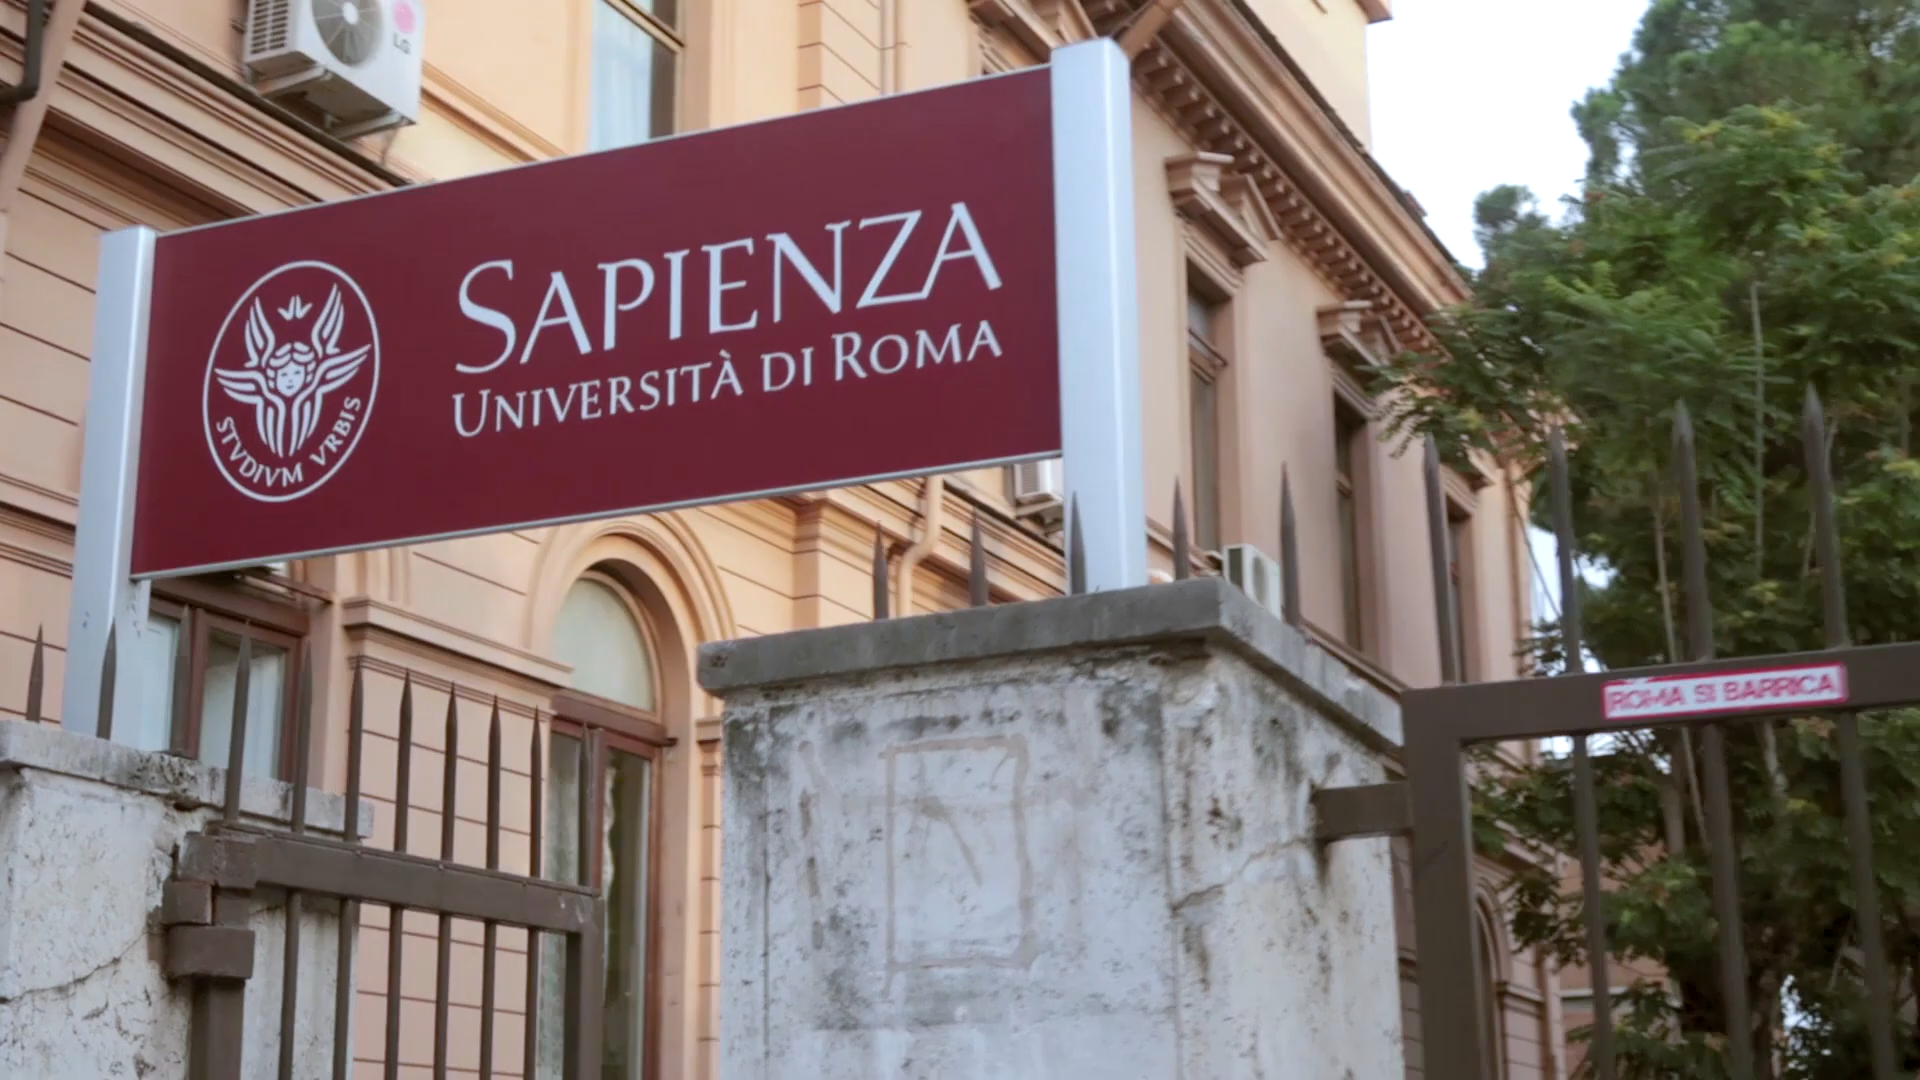 LG
SAPIENZA
UNIVERSITÀ DI ROMA
STVDIVM VRBIS
ROMA SI BARRICA